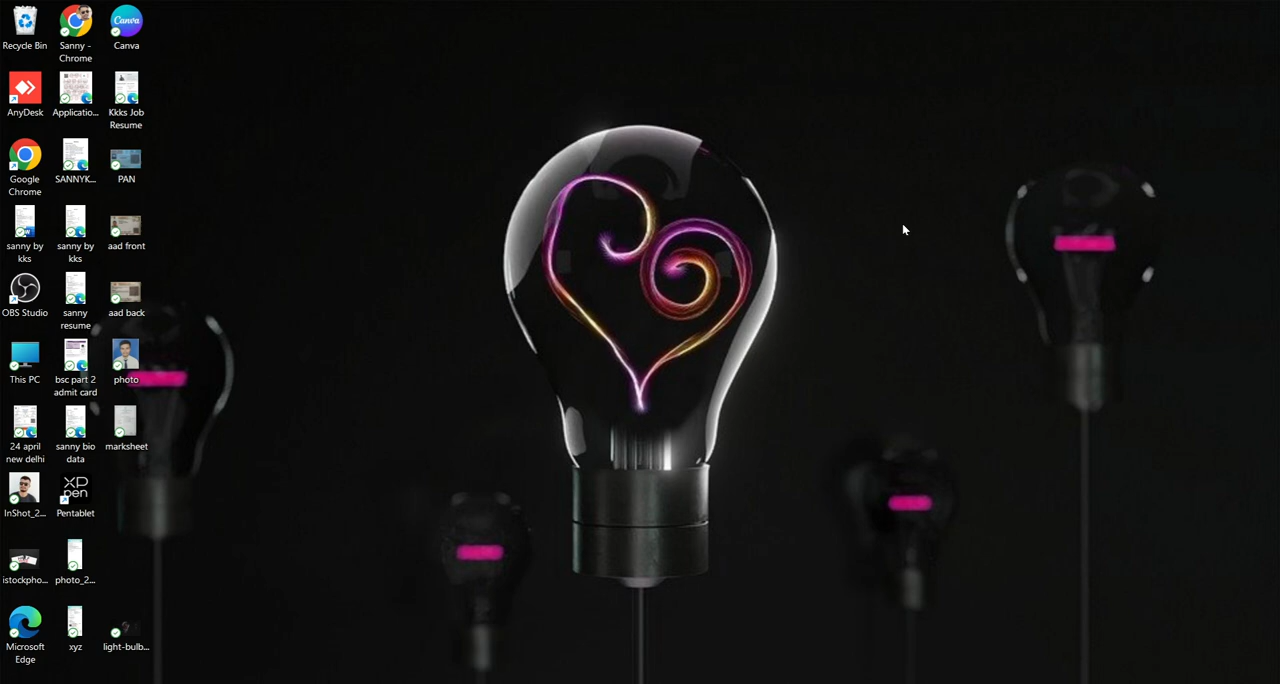 Recycle Bin
Sanny -
Chrome
Canva
AnyDesk
Applicatio...
Kkks Job
Resume
Google
Chrome
SANNYK...
PAN
sanny by
kks
sanny by
kks
aad front
OBS Studio
sanny
resume
aad back
This PC
bsc part 2
admit card
photo
24 april
new delhi
sanny bio
data
marksheet
InShot_2...
XP
pen
Pentablet
istockpho...
photo_2...
Microsoft
Edge
xyz
light-bulb...